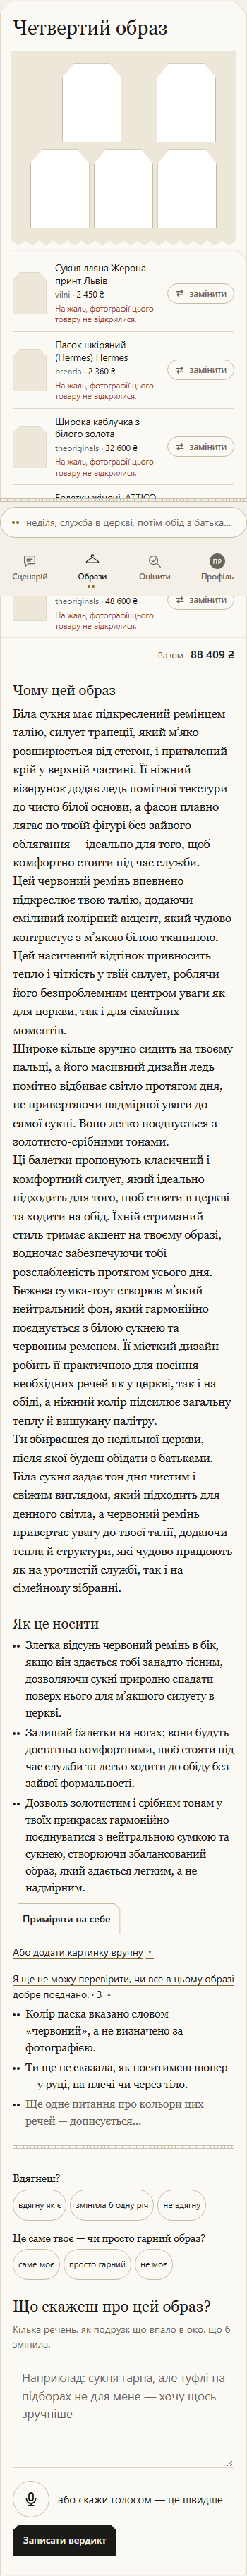 Четвертий образ
Сукня лляна Жерона
принт Львів
vilni · 2 450 ₴
На жаль, фотографії цього
товару не відкрилися.
замінити
Пасок шкіряний
(Hermes) Hermes
brenda · 2 360 ₴
На жаль, фотографії цього
товару не відкрилися.
замінити
Широка каблучка з
білого золота
theoriginals · 32 600 ₴
На жаль, фотографії цього
товару не відкрилися.
замінити
Балетки жіночі ATTICO
неділя, служба в церкві, потім обід з батька...
Сценарій
Образи
Оцінити
ПР
Профіль
theoriginals · 48 600 ₴
На жаль, фотографії цього
товару не відкрилися.
замінити
Разом 88 409 ₴
Чому цей образ
Біла сукня має підкреслений ремінцем
талію, силует трапеції, який м’яко
розширюється від стегон, і приталений
крій у верхній частині. Її ніжний
візерунок додає ледь помітної текстури
до чисто білої основи, а фасон плавно
лягає по твоїй фігурі без зайвого
облягання — ідеально для того, щоб
комфортно стояти під час служби.
Цей червоний ремінь впевнено
підкреслює твою талію, додаючи
сміливий колірний акцент, який чудово
контрастує з м’якою білою тканиною.
Цей насичений відтінок привносить
тепло і чіткість у твій силует, роблячи
його безпроблемним центром уваги як
для церкви, так і для сімейних
моментів.
Широке кільце зручно сидить на твоєму
пальці, а його масивний дизайн ледь
помітно відбиває світло протягом дня,
не привертаючи надмірної уваги до
самої сукні. Воно легко поєднується з
золотисто-срібними тонами.
Ці балетки пропонують класичний і
комфортний силует, який ідеально
підходить для того, щоб стояти в церкві
та ходити на обід. Їхній стриманий
стиль тримає акцент на твоєму образі,
водночас забезпечуючи тобі
розслабленість протягом усього дня.
Бежева сумка-тоут створює м’який
нейтральний фон, який гармонійно
поєднується з білою сукнею та
червоним ременем. Її місткий дизайн
робить її практичною для носіння
необхідних речей як у церкві, так і на
обіді, а ніжний колір підсилює загальну
теплу й вишукану палітру.
Ти збираєшся до недільної церкви,
після якої будеш обідати з батьками.
Біла сукня задає тон дня чистим і
свіжим виглядом, який підходить для
денного світла, а червоний ремінь
привертає увагу до твоєї талії, додаючи
тепла й структури, які чудово працюють
як на урочистій службі, так і на
сімейному зібранні.
Як це носити
Злегка відсунь червоний ремінь в бік,
якщо він здається тобі занадто тісним,
дозволяючи сукні природно спадати
поверх нього для м’якшого силуету в
церкві.
Залишай балетки на ногах; вони будуть
достатньо комфортними, щоб стояти під
час служби та легко ходити до обіду без
зайвої формальності.
Дозволь золотистим і срібним тонам у
твоїх прикрасах гармонійно
поєднуватися з нейтральною сумкою та
сукнею, створюючи збалансований
образ, який здається легким, а не
надмірним.
Приміряти на себе
Або додати картинку вручну
Я ще не можу перевірити, чи все в цьому образі
добре поєднано. · 3
Колір паска вказано словом
«червоний», а не визначено за
фотографією.
Ти ще не сказала, як носитимеш шопер
— у руці, на плечі чи через тіло.
Ще одне питання про кольори цих
речей — дописується...
Вдягнеш?
вдягну як є
змінила б одну річ
не вдягну
Це саме твоє — чи просто гарний образ?
саме моє
просто гарний
не моє
Що скажеш про цей образ?
Кілька речень, як подрузі: що впало в око, що б
змінила.
Наприклад: сукня гарна, але туфлі на
підборах не для мене — хочу щось
зручніше
або скажи голосом — це швидше
Записати вердикт